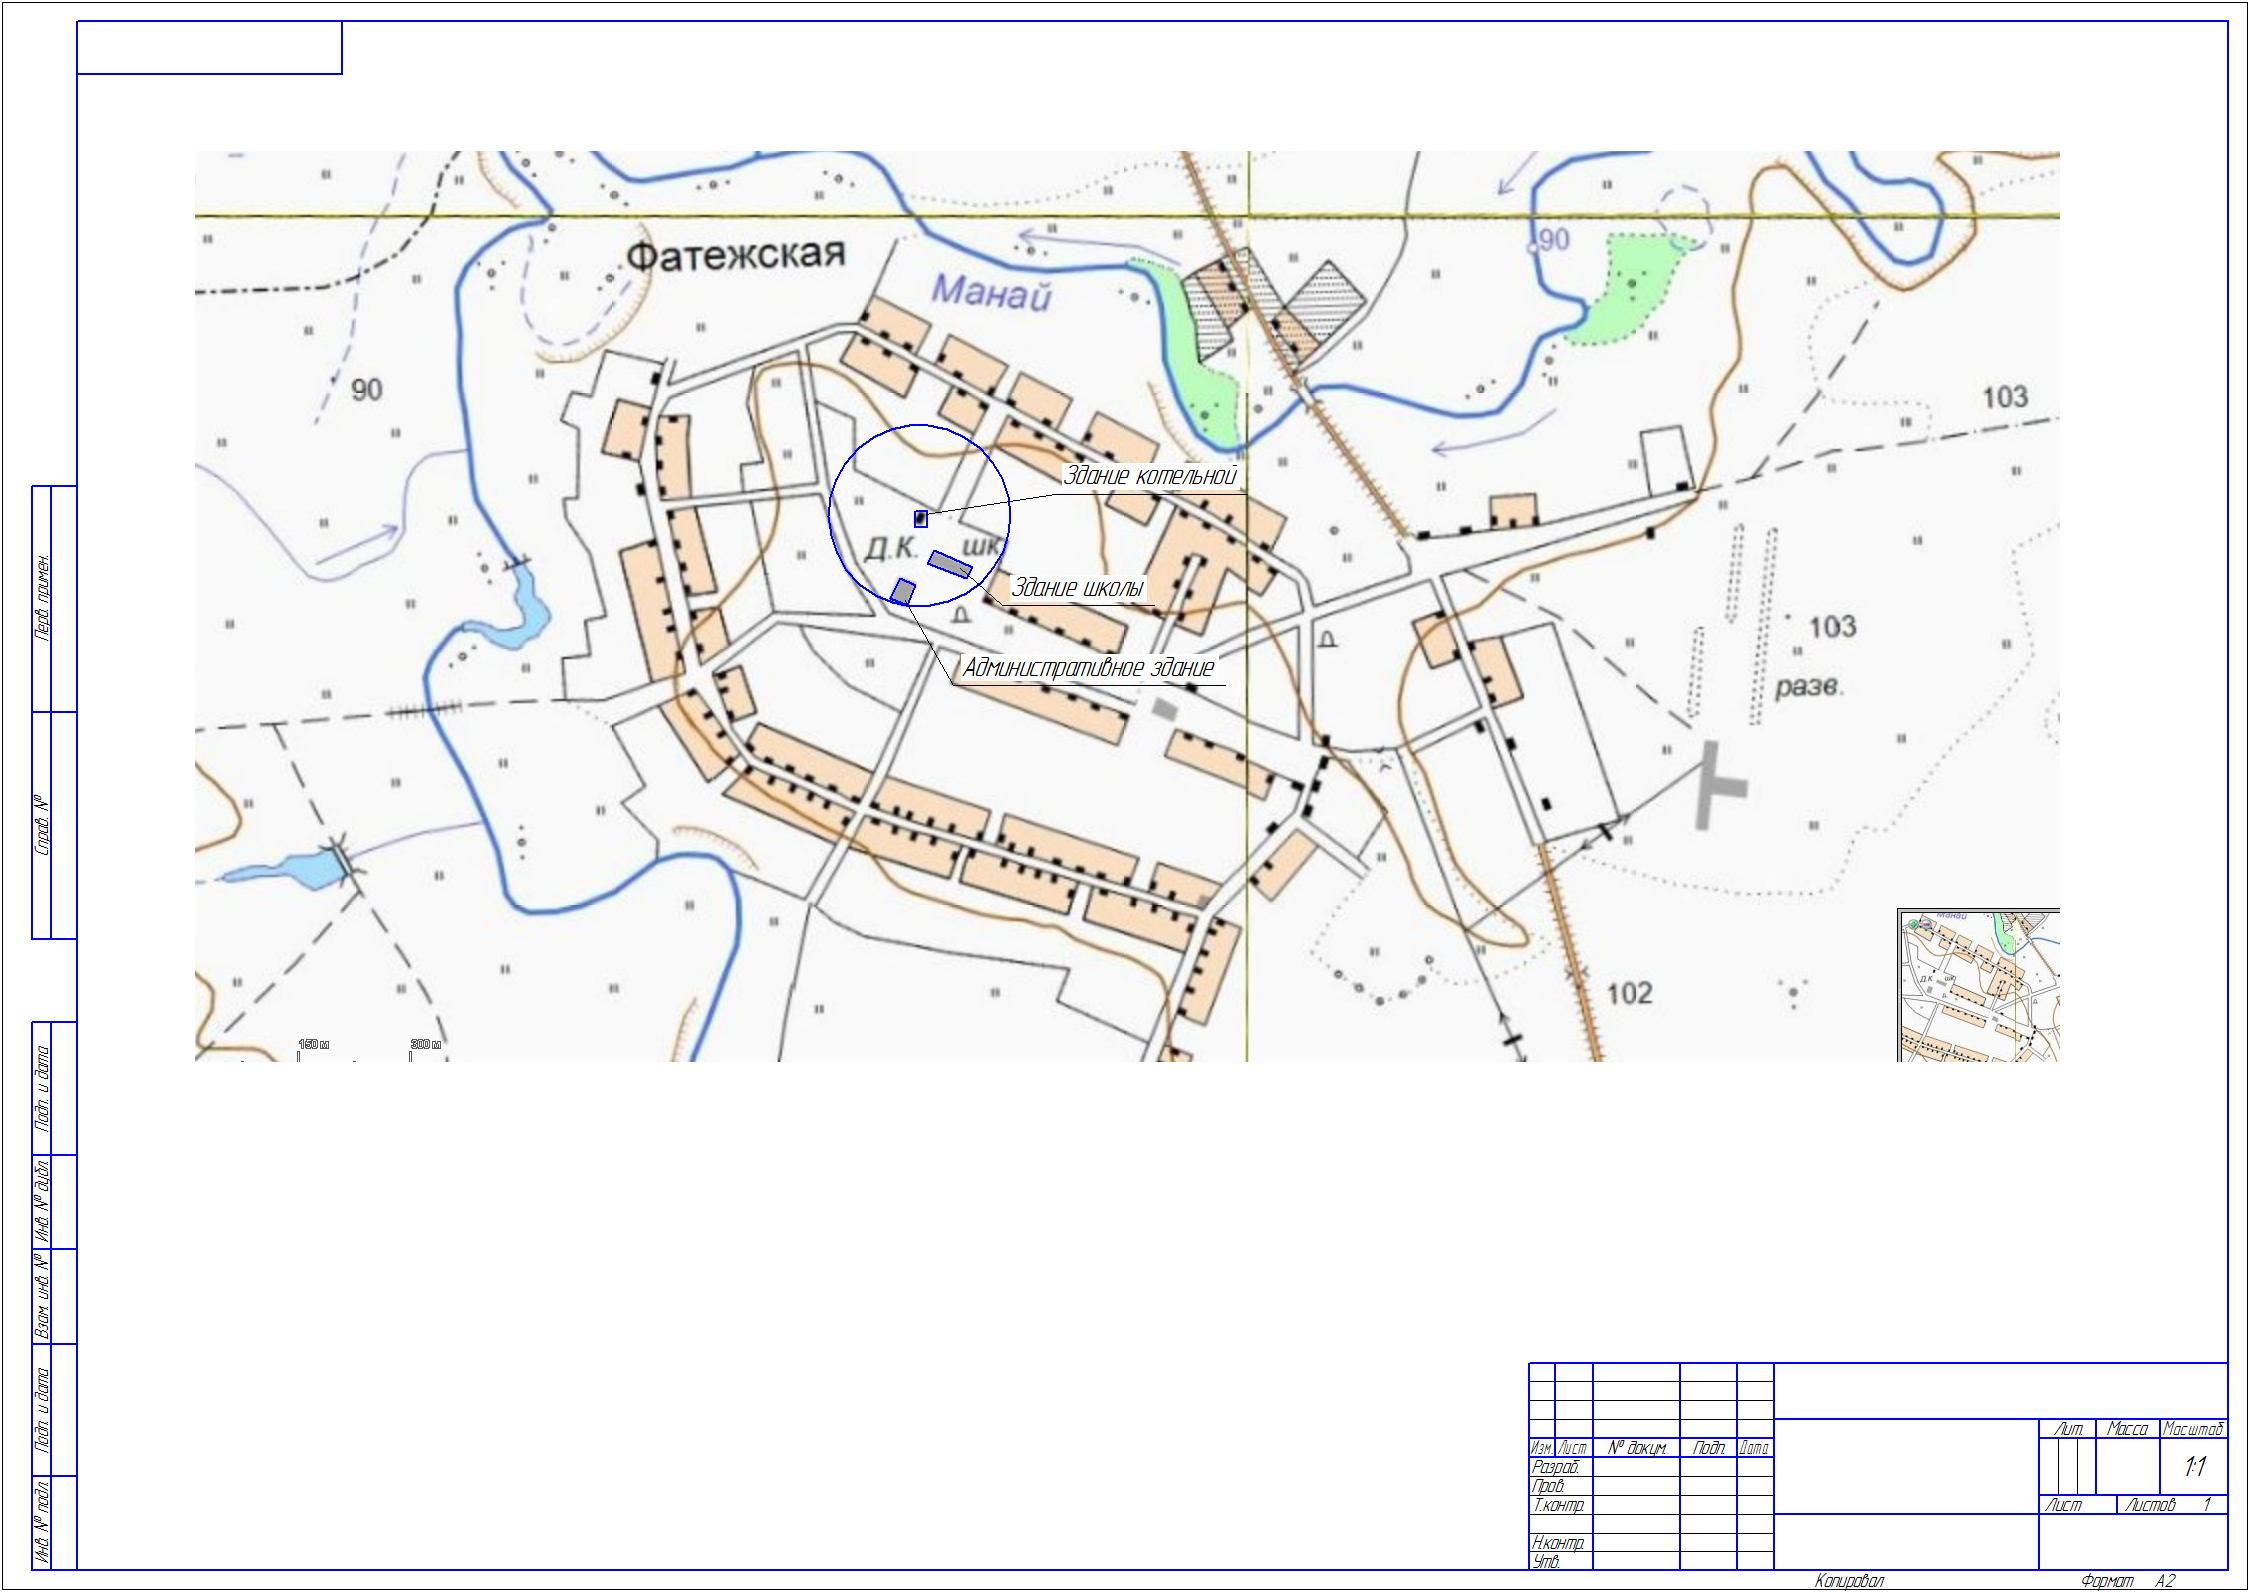 Фатежская
Манай
90
90
103
Здание котельной
Д.К.
шк
Здание школы
Административное здание
103
разв.
102
150 м
300 м
Манай
Д.К.
шк
Перв. примен.
Справ. №
Подп. и дата
Инв. № дубл.
Взам. инв. №
Подп. и дата
Инв. № подл.
Изм. Лист № докум. Подп. Дата
Разраб.
Пров.
Т.контр.
Н.контр.
Утв.
Лит. Масса Масштаб
1:1
Лист Листов 1
Копировал Формат А2